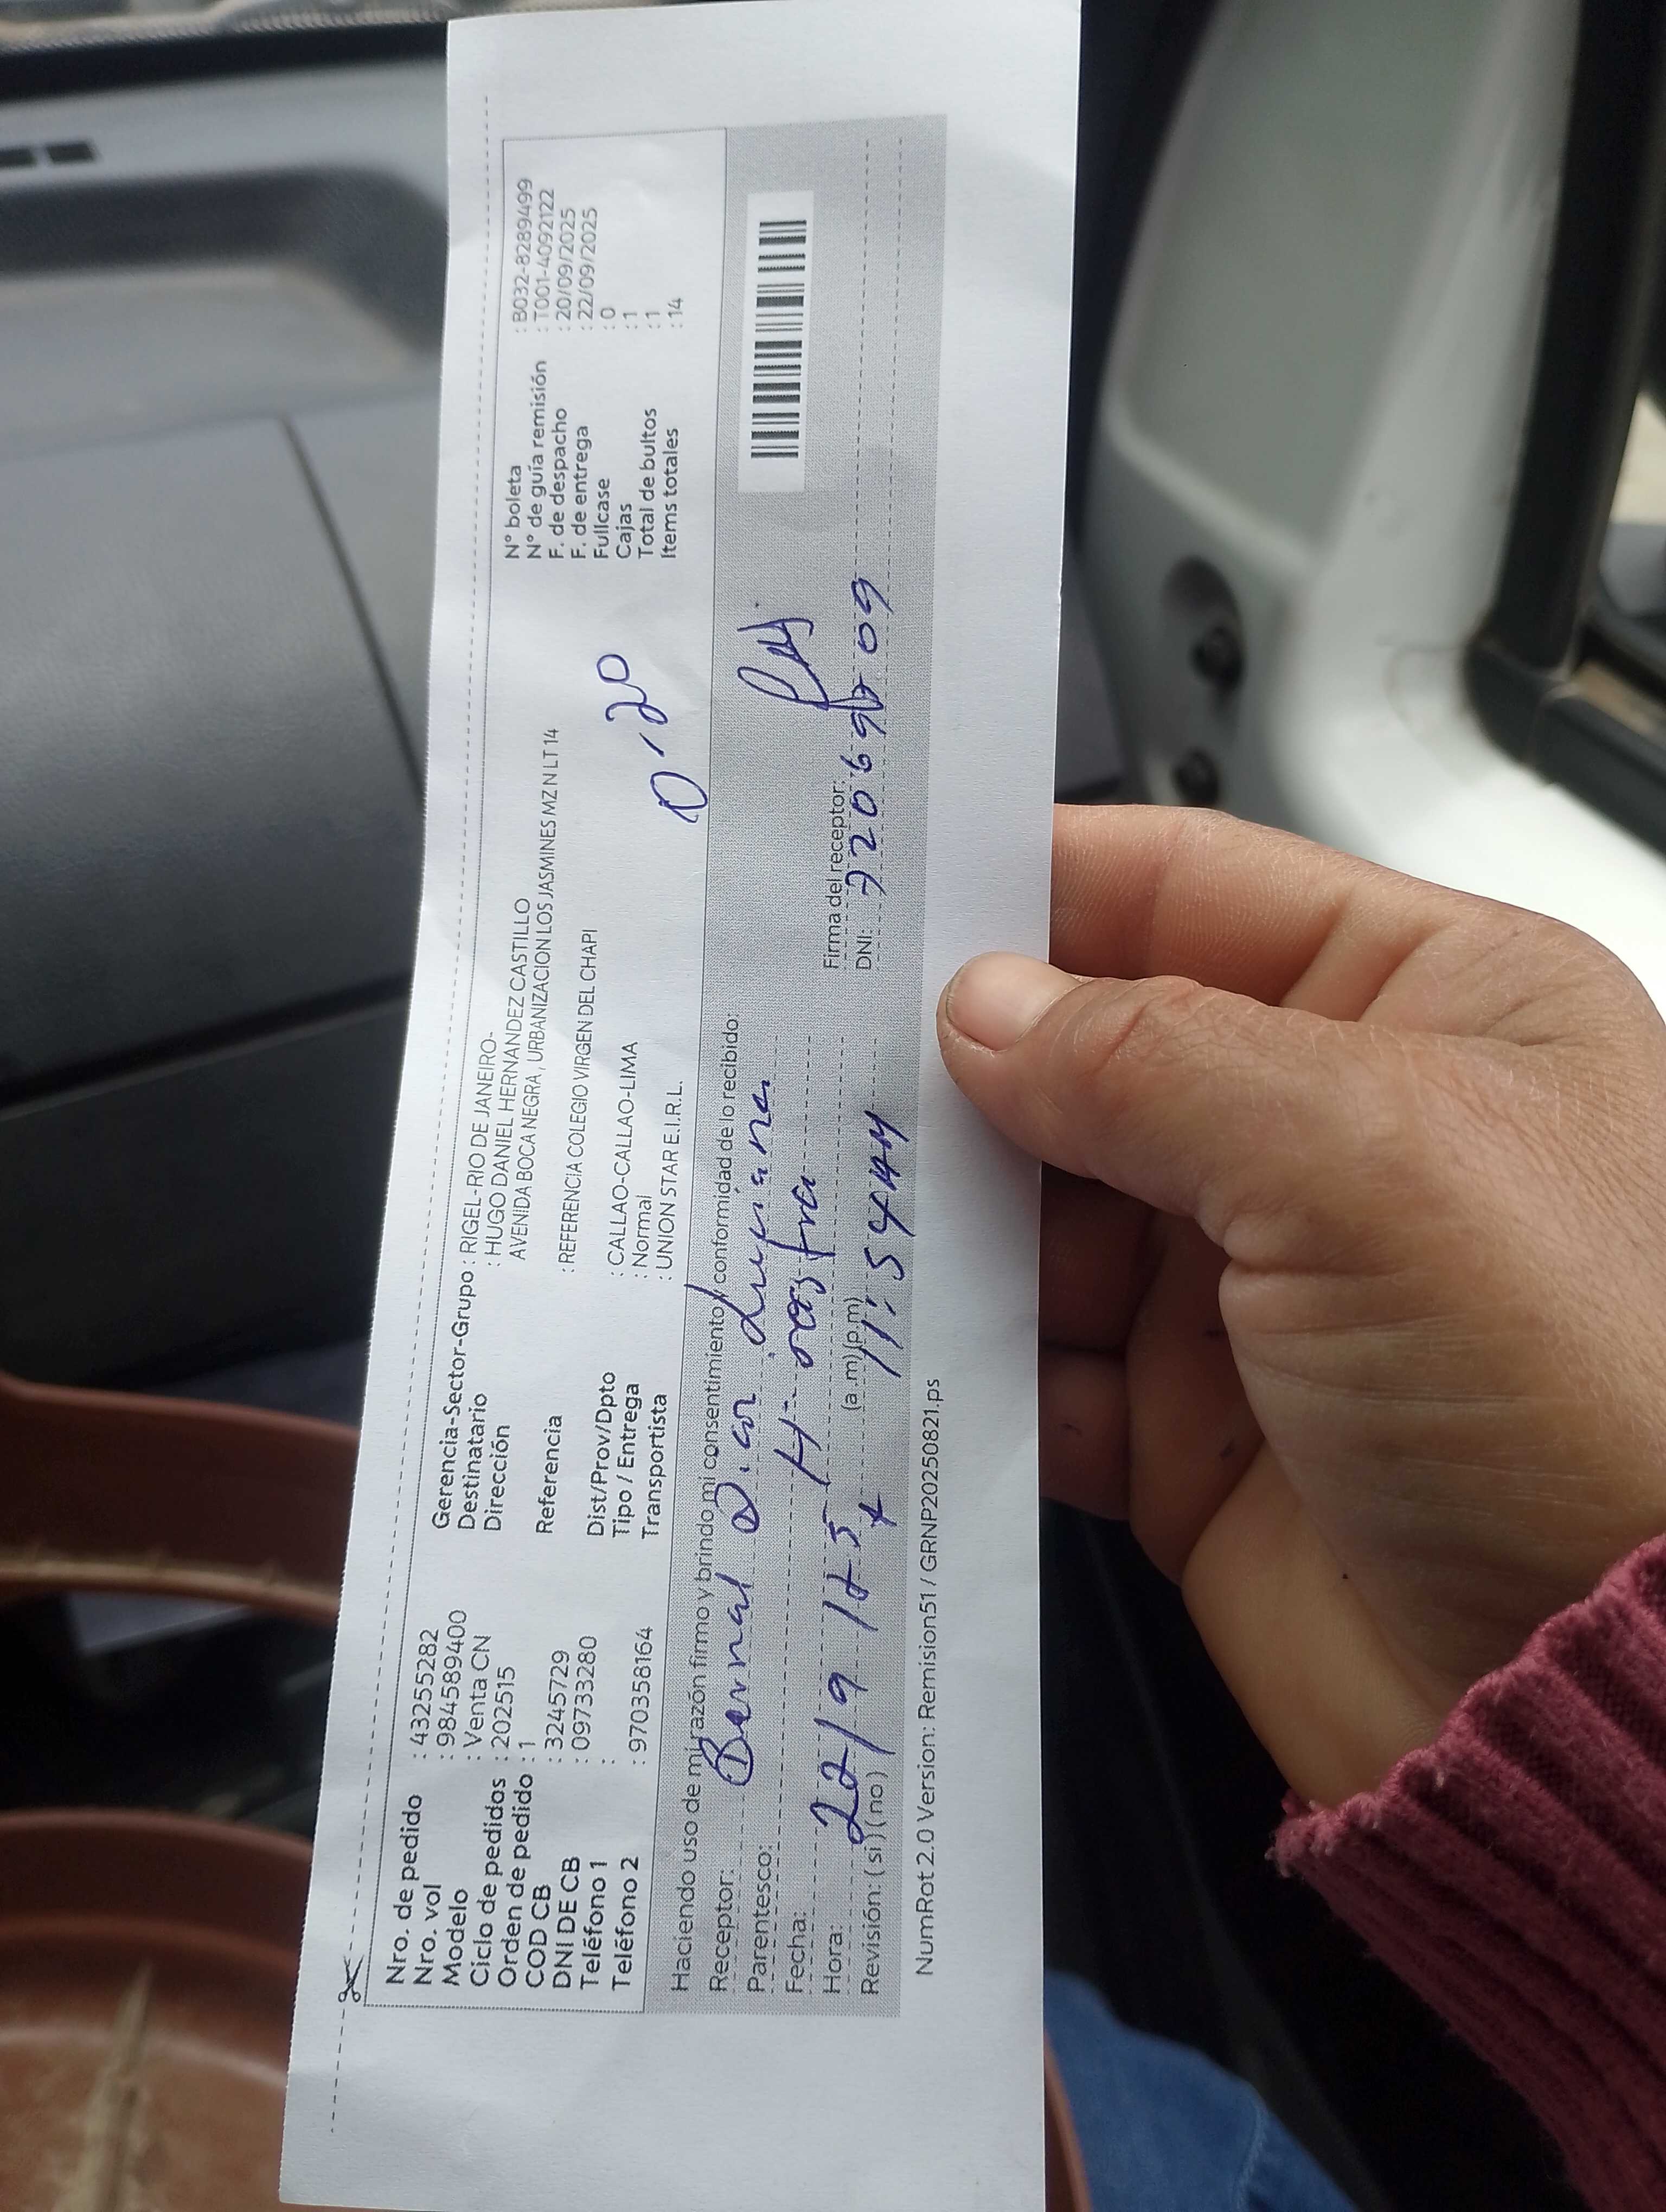 Nro. de pedido : 43255282
Nro. vol : 984589400
Modelo : Venta CN
Ciclo de pedidos : 202515
Orden de pedido : 1
COD CB : 3245729
DNI DE CB : 09733280
Teléfono 1 :
Teléfono 2 : 970358164
Gerencia-Sector-Grupo : RIGEL-RIO DE JANEIRO-
Destinatario : HUGO DANIEL HERNANDEZ CASTILLO
Dirección AVENIDA BOCA NEGRA , URBANIZACION LOS JASMINES MZ N LT 14
Referencia : REFERENCIA COLEGIO VIRGEN DEL CHAPI
Dist/Prov/Dpto : CALLAO-CALLAO-LIMA
Tipo / Entrega : Normal
Transportista : UNION STAR E.I.R.L.
N° boleta : B032-8289499
N° de guía remisión : T001-4092122
F. de despacho : 20/09/2025
F. de entrega : 22/09/2025
Fullcase : 0
Cajas : 1
Total de bultos : 1
Items totales : 14
Haciendo uso de mi razón firmo y brindo mi consentimiento y conformidad de lo recibido:
Receptor: Bernal
Parentesco:
Fecha: 22/9/25
Hora: (a.m)(p.m) 11:54AM
Revisión: (si)(no)
Firma del receptor:
DNI:
NumRot 2.0 Version: Remision51 / GRNP20250821.ps